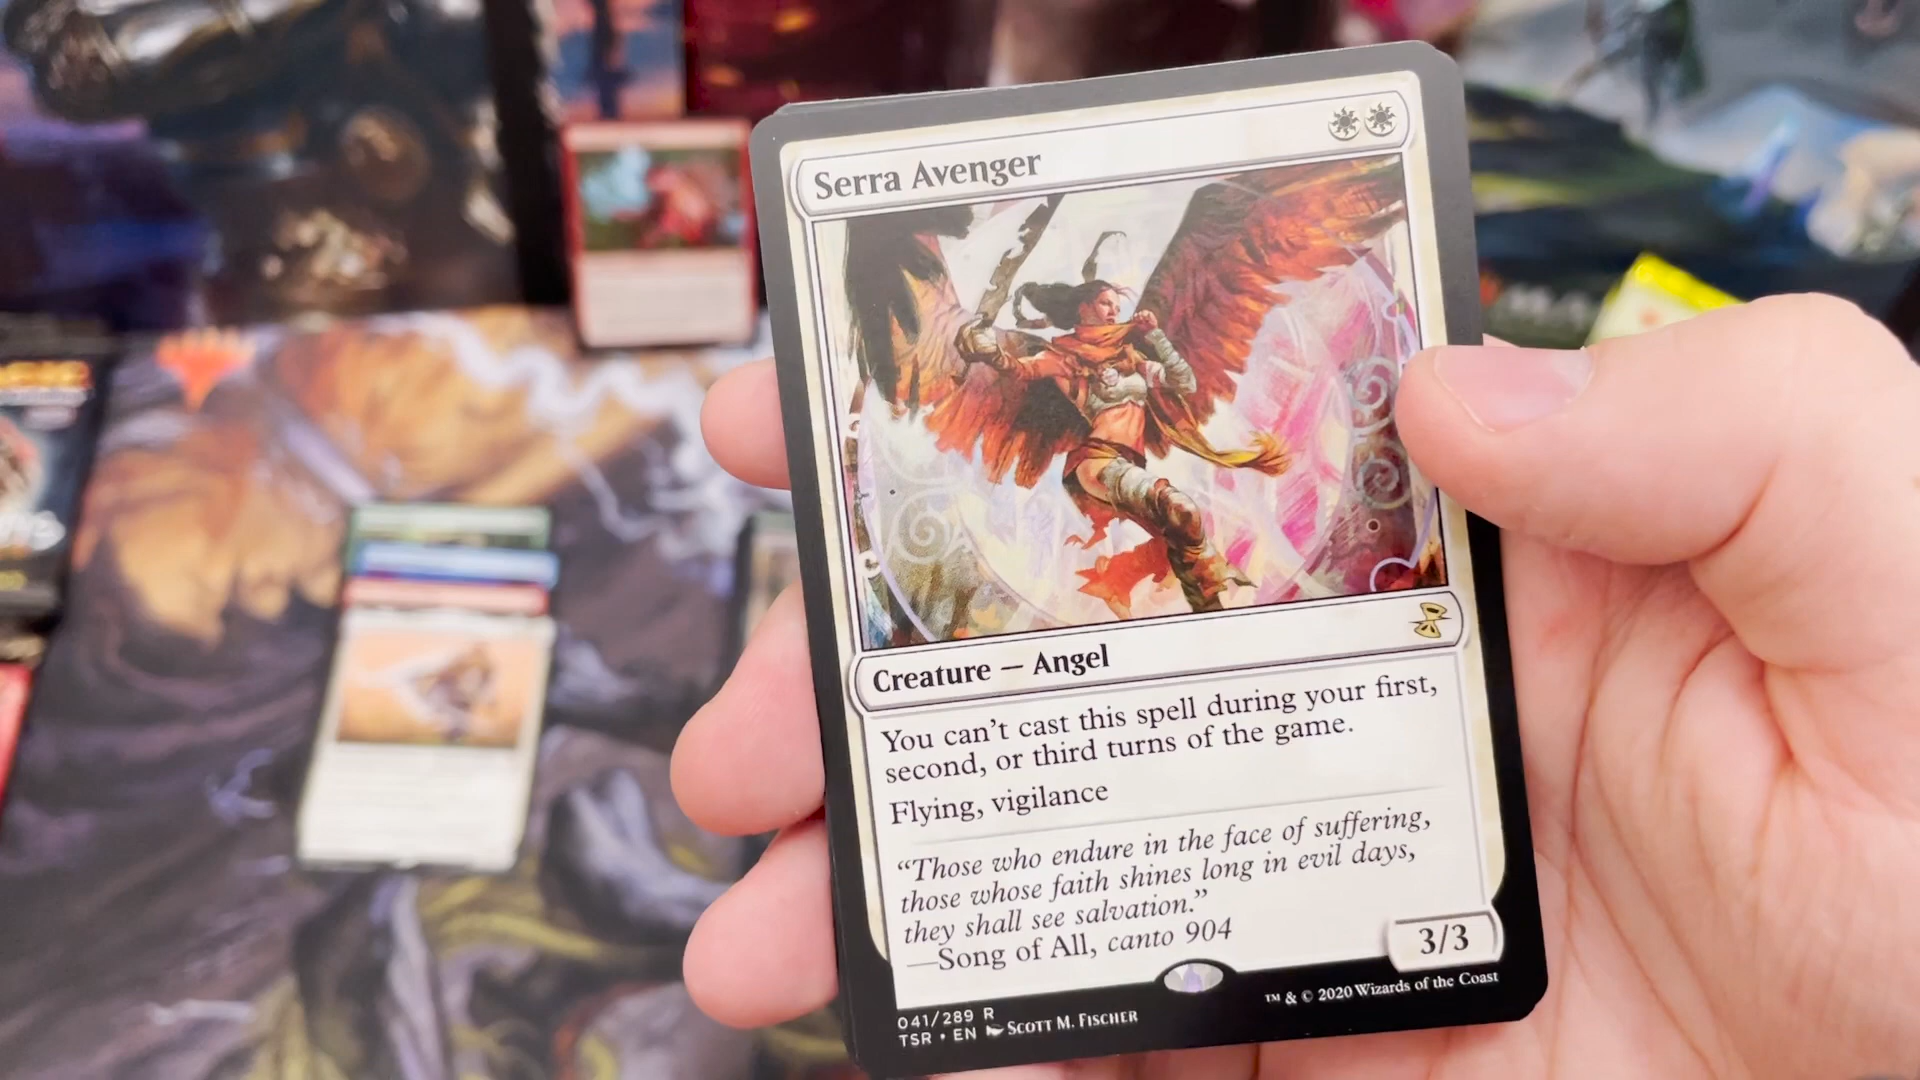 Serra Avenger
Creature — Angel
You can't cast this spell during your first,
second, or third turns of the game.
Flying, vigilance
“Those who endure in the face of suffering,
those whose faith shines long in evil days,
they shall see salvation.”
—Song of All, canto 904
3/3
™ & © 2020 Wizards of the Coast
041/289 R
TSR • EN SCOTT M. FISCHER